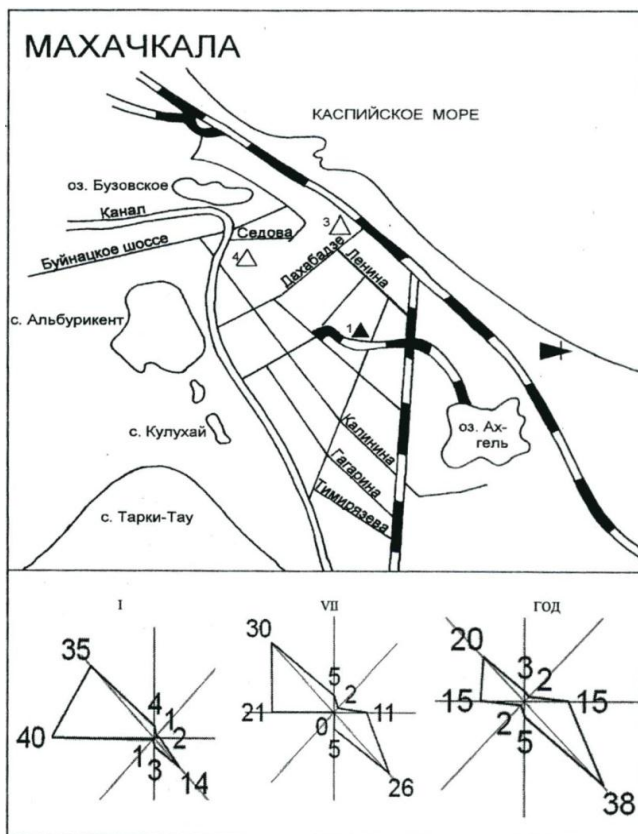 МАХАЧКАЛА
КАСПИЙСКОЕ МОРЕ
оз. Бузовское
Канал
Буйнацкое шоссе
Седова
3
4
Дахабадзе
Ленина
с. Альбурикент
1
с. Кулухай
оз. Ах-
гель
Калинина
Гагарина
Тимирязева
с. Тарки-Тау
I
VII
ГОД
35
4
1
40
2
1
3
14
30
5
2
21
11
0
5
26
20
3
2
15
15
2
5
38